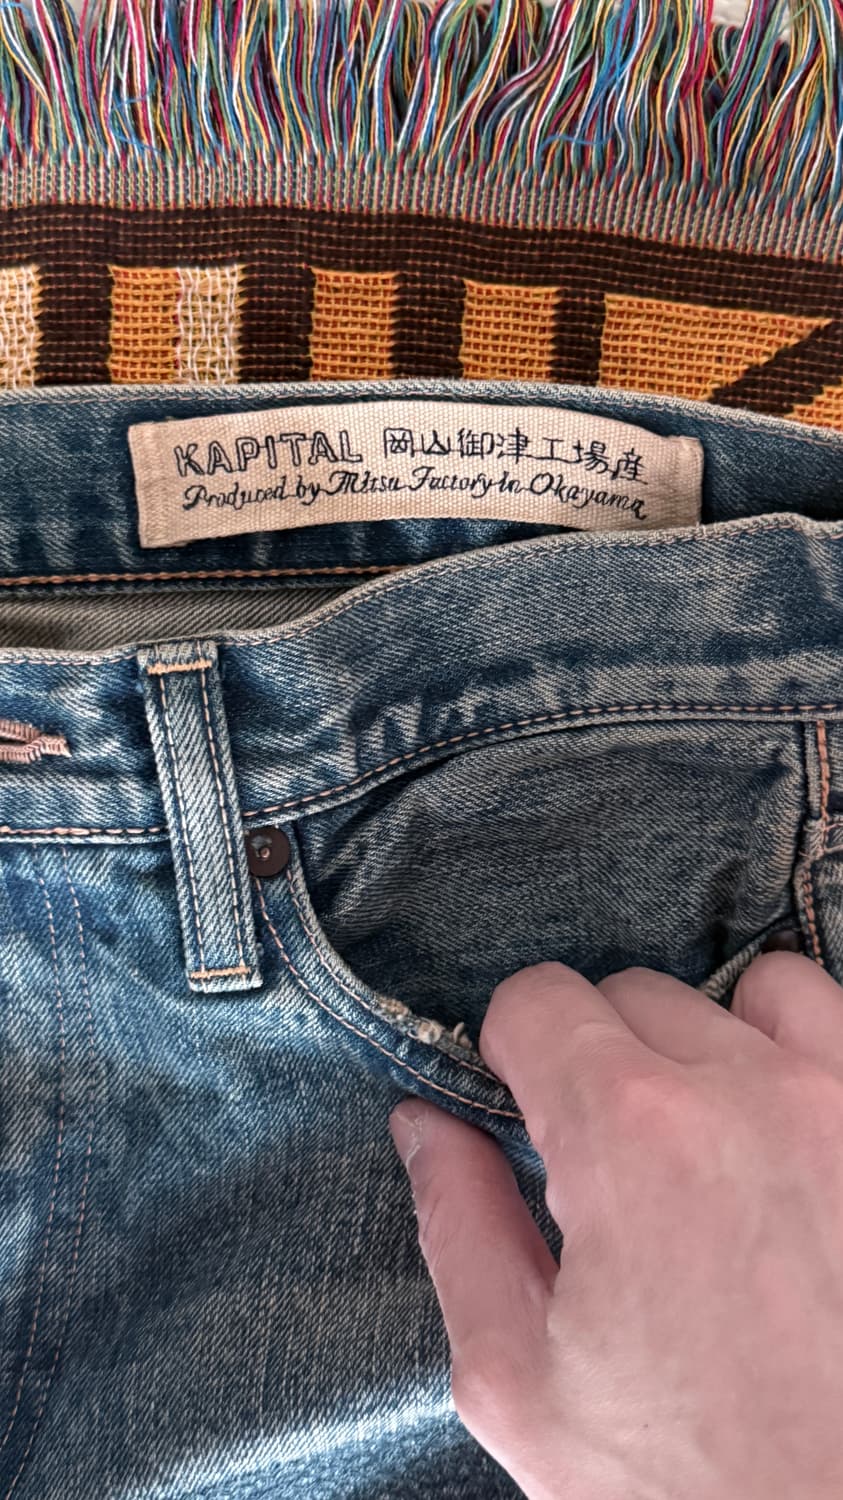 KAPITAL 岡山御津工場産
Produced by Mitsu Factory in Okayama